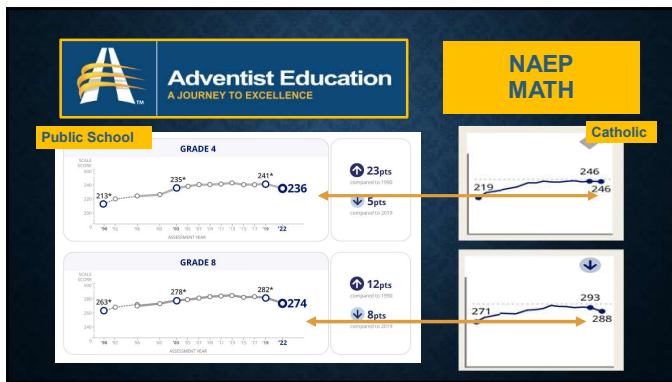 Adventist Education
A JOURNEY TO EXCELLENCE
TM
NAEP
MATH
Public School
Catholic
GRADE 4
SCALE
SCORE
213*
235*
241*
236
ASSESSMENT YEAR
23pts
compared to 1990
5pts
compared to 2019
219
246
246
GRADE 8
SCALE
SCORE
263*
278*
282*
274
ASSESSMENT YEAR
12pts
compared to 1990
8pts
compared to 2019
271
293
288